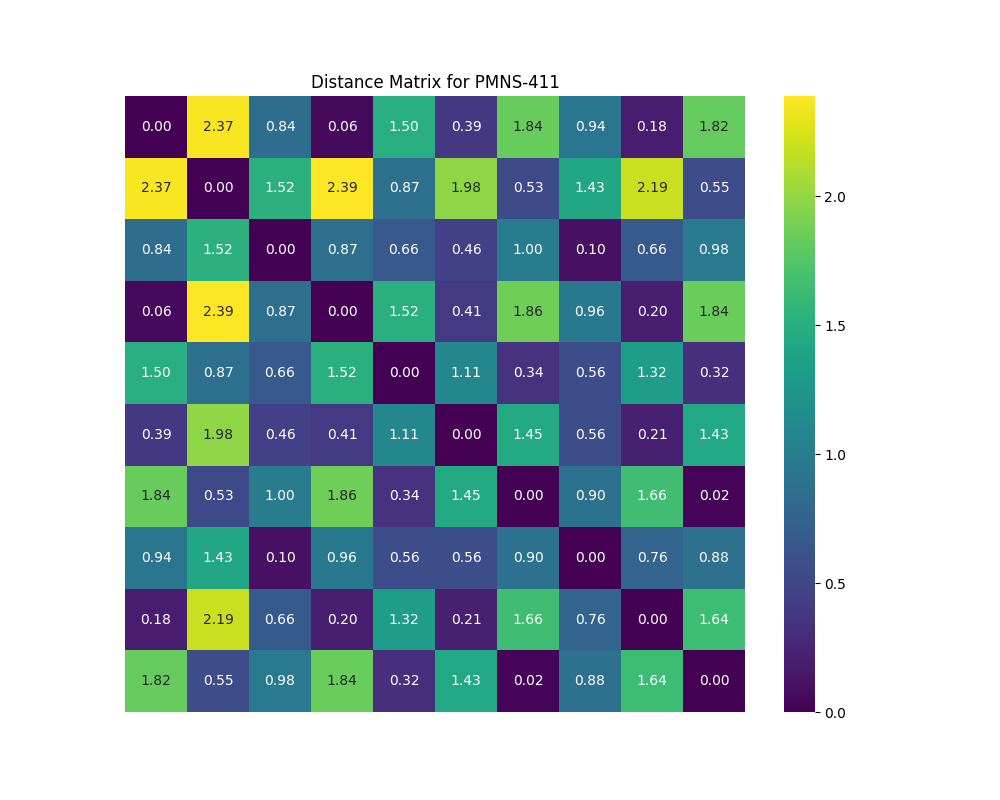 Distance Matrix for PMNS-411
0.00 2.37 0.84 0.06 1.50 0.39 1.84 0.94 0.18 1.82
2.37 0.00 1.52 2.39 0.87 1.98 0.53 1.43 2.19 0.55
0.84 1.52 0.00 0.87 0.66 0.46 1.00 0.10 0.66 0.98
0.06 2.39 0.87 0.00 1.52 0.41 1.86 0.96 0.20 1.84
1.50 0.87 0.66 1.52 0.00 1.11 0.34 0.56 1.32 0.32
0.39 1.98 0.46 0.41 1.11 0.00 1.45 0.56 0.21 1.43
1.84 0.53 1.00 1.86 0.34 1.45 0.00 0.90 1.66 0.02
0.94 1.43 0.10 0.96 0.56 0.56 0.90 0.00 0.76 0.88
0.18 2.19 0.66 0.20 1.32 0.21 1.66 0.76 0.00 1.64
1.82 0.55 0.98 1.84 0.32 1.43 0.02 0.88 1.64 0.00
2.0
1.5
1.0
0.5
0.0